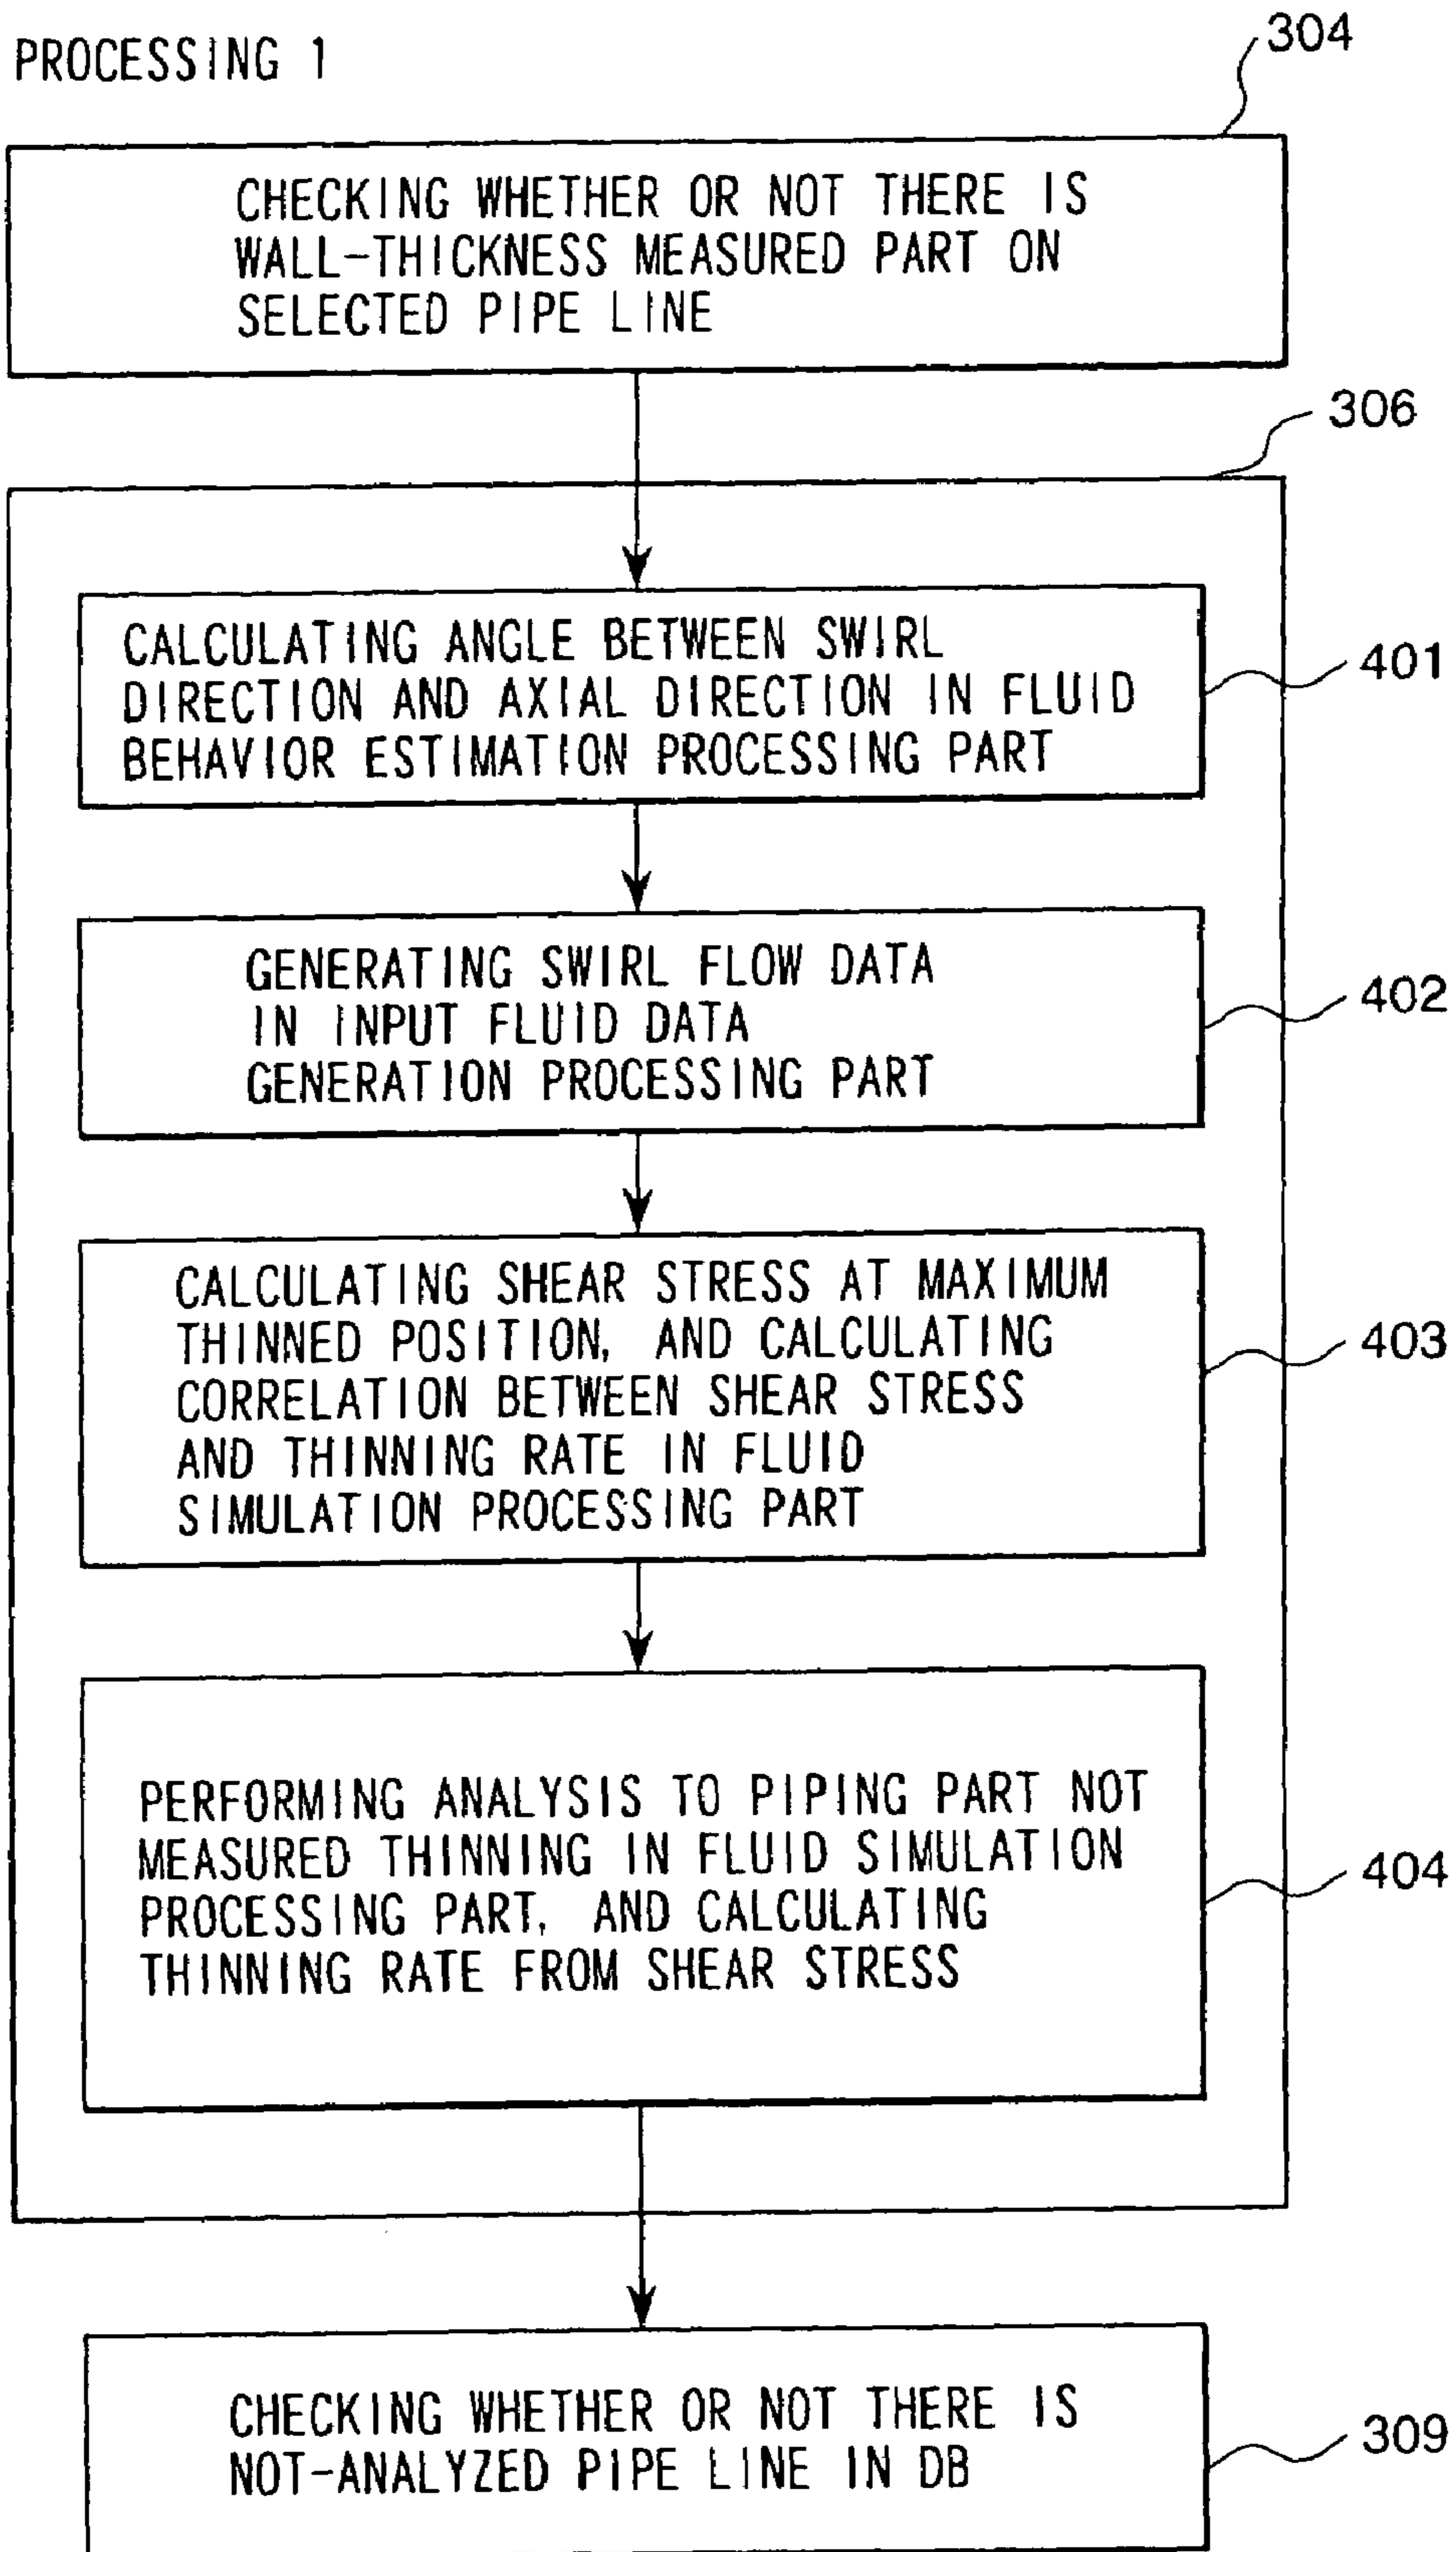 PROCESSING 1
304
CHECKING WHETHER OR NOT THERE IS
WALL-THICKNESS MEASURED PART ON
SELECTED PIPE LINE
306
CALCULATING ANGLE BETWEEN SWIRL
DIRECTION AND AXIAL DIRECTION IN FLUID
BEHAVIOR ESTIMATION PROCESSING PART
401
GENERATING SWIRL FLOW DATA
IN INPUT FLUID DATA
GENERATION PROCESSING PART
402
CALCULATING SHEAR STRESS AT MAXIMUM
THINNED POSITION, AND CALCULATING
CORRELATION BETWEEN SHEAR STRESS
AND THINNING RATE IN FLUID
SIMULATION PROCESSING PART
403
PERFORMING ANALYSIS TO PIPING PART NOT
MEASURED THINNING IN FLUID SIMULATION
PROCESSING PART, AND CALCULATING
THINNING RATE FROM SHEAR STRESS
404
CHECKING WHETHER OR NOT THERE IS
NOT-ANALYZED PIPE LINE IN DB
309